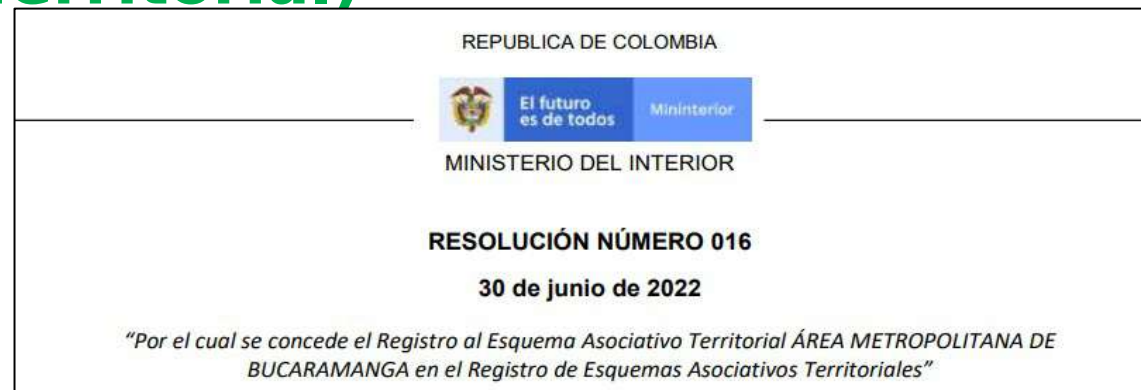 REPUBLICA DE COLOMBIA
El futuro
es de todos
Mininterior
MINISTERIO DEL INTERIOR
RESOLUCIÓN NÚMERO 016
30 de junio de 2022
“Por el cual se concede el Registro al Esquema Asociativo Territorial ÁREA METROPOLITANA DE
BUCARAMANGA en el Registro de Esquemas Asociativos Territoriales”